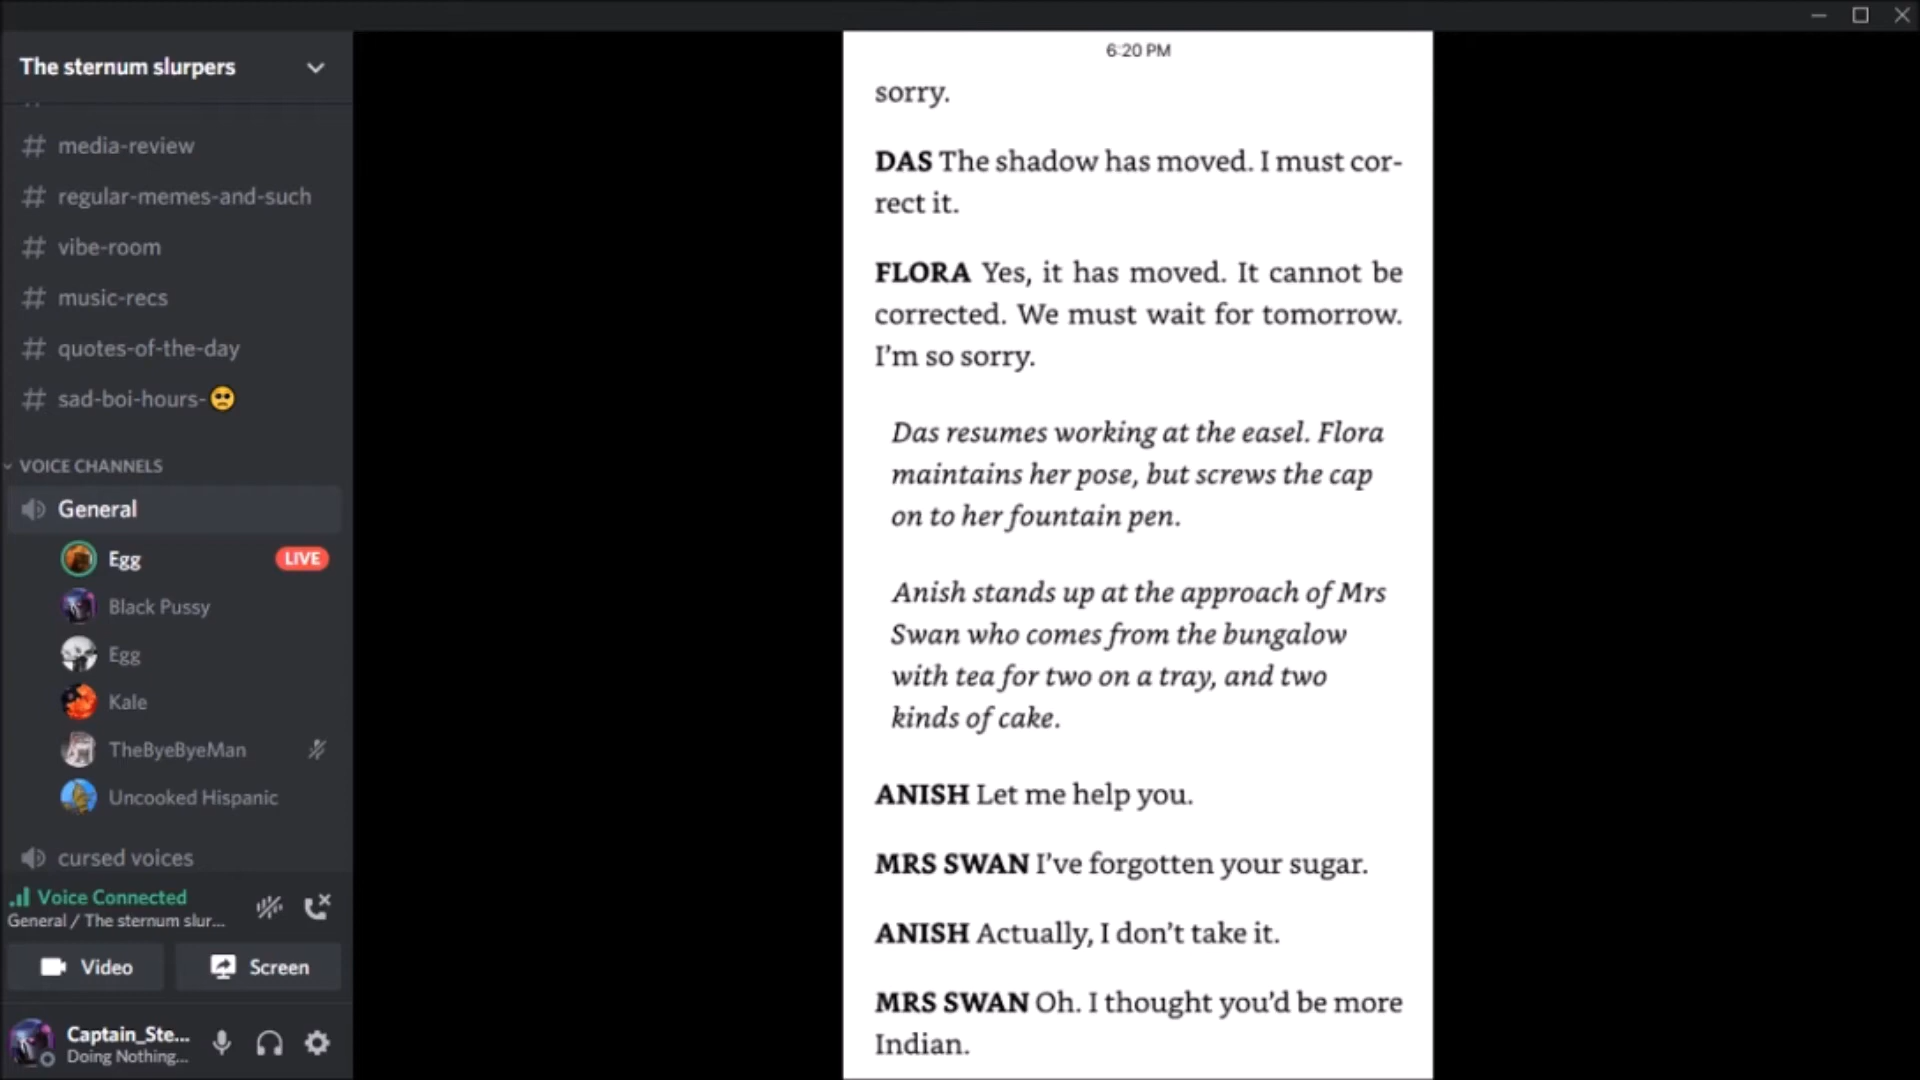 The sternum slurpers
media-review
regular-memes-and-such
vibe-room
music-recs
quotes-of-the-day
sad-boi-hours-🥺
VOICE CHANNELS
General
Egg LIVE
Black Pussy
Egg
Kale
TheByeByeMan
Uncooked Hispanic
cursed voices
Voice Connected
General / The sternum slur...
Video Screen
Captain_Ste...
Doing Nothing...
6:20 PM
sorry.
DAS The shadow has moved. I must cor-
rect it.
FLORA Yes, it has moved. It cannot be
corrected. We must wait for tomorrow.
I’m so sorry.
Das resumes working at the easel. Flora
maintains her pose, but screws the cap
on to her fountain pen.
Anish stands up at the approach of Mrs
Swan who comes from the bungalow
with tea for two on a tray, and two
kinds of cake.
ANISH Let me help you.
MRS SWAN I’ve forgotten your sugar.
ANISH Actually, I don’t take it.
MRS SWAN Oh. I thought you’d be more
Indian.